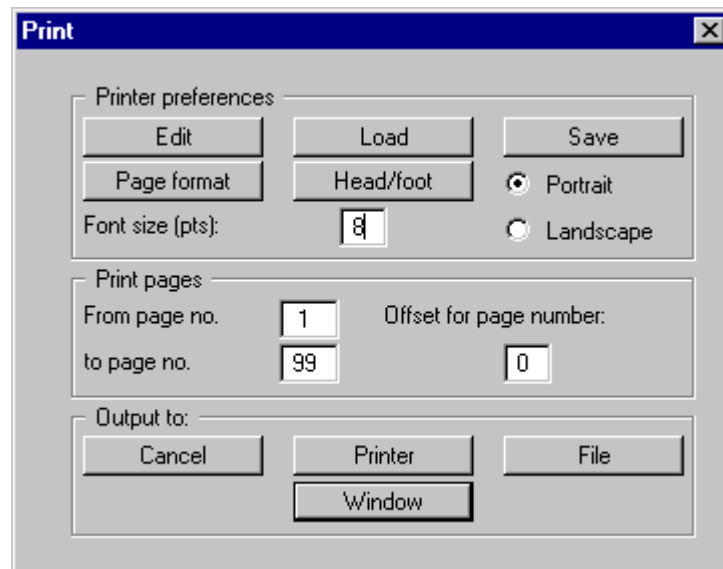 Print
Printer preferences
Edit Load Save
Page format Head/foot Portrait
Font size (pts): 8 Landscape
Print pages
From page no. 1 Offset for page number:
to page no. 99 0
Output to:
Cancel Printer File
Window